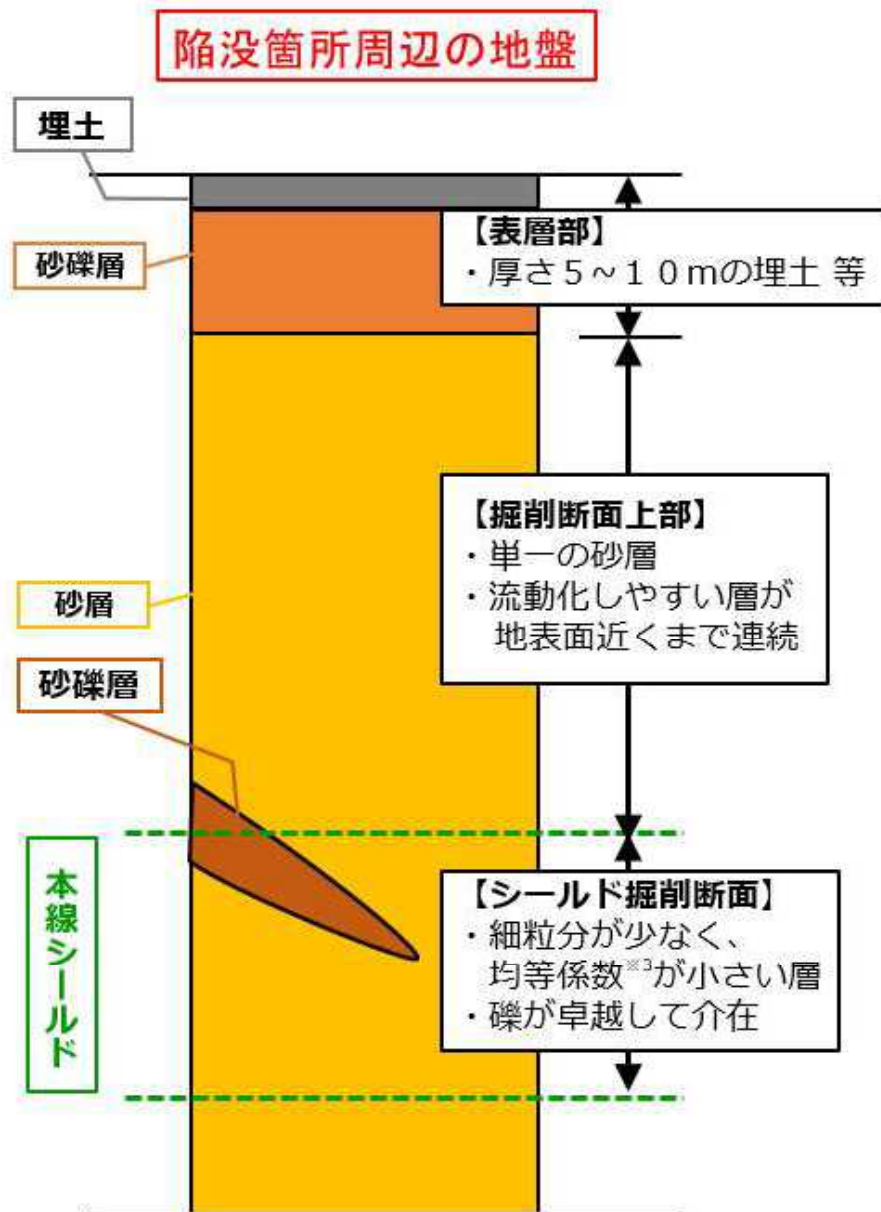 陥没箇所周辺の地盤
埋土
砂礫層
【表層部】
・厚さ5~10mの埋土 等
【掘削断面上部】
・単一の砂層
・流動化しやすい層が
地表面近くまで連続
砂層
砂礫層
本線シールド
【シールド掘削断面】
・細粒分が少なく、
均等係数※3が小さい層
・礫が卓越して介在